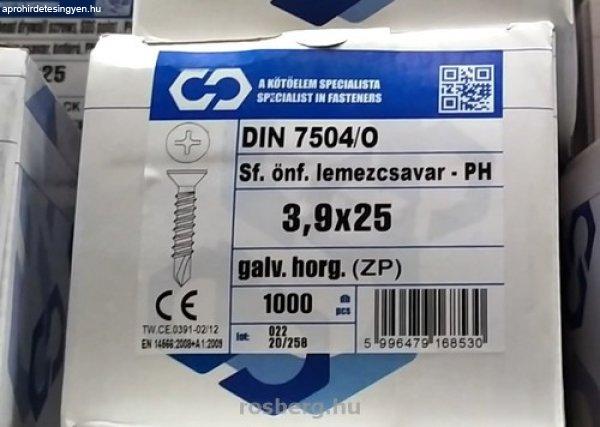 aprohirdetesingyen.hu
25
A KÖTŐELEM SPECIALISTA
SPECIALIST IN FASTENERS
DIN 7504/O
Sf. önf. lemezcsavar - PH
3,9x25
galv. horg. (ZP)
1000 db
pcs
CE
TW.CE.0391-02/12
EN 14566:2008+A1:2009
lot: 022
20/258
5 996479 168530
rosberg.hu